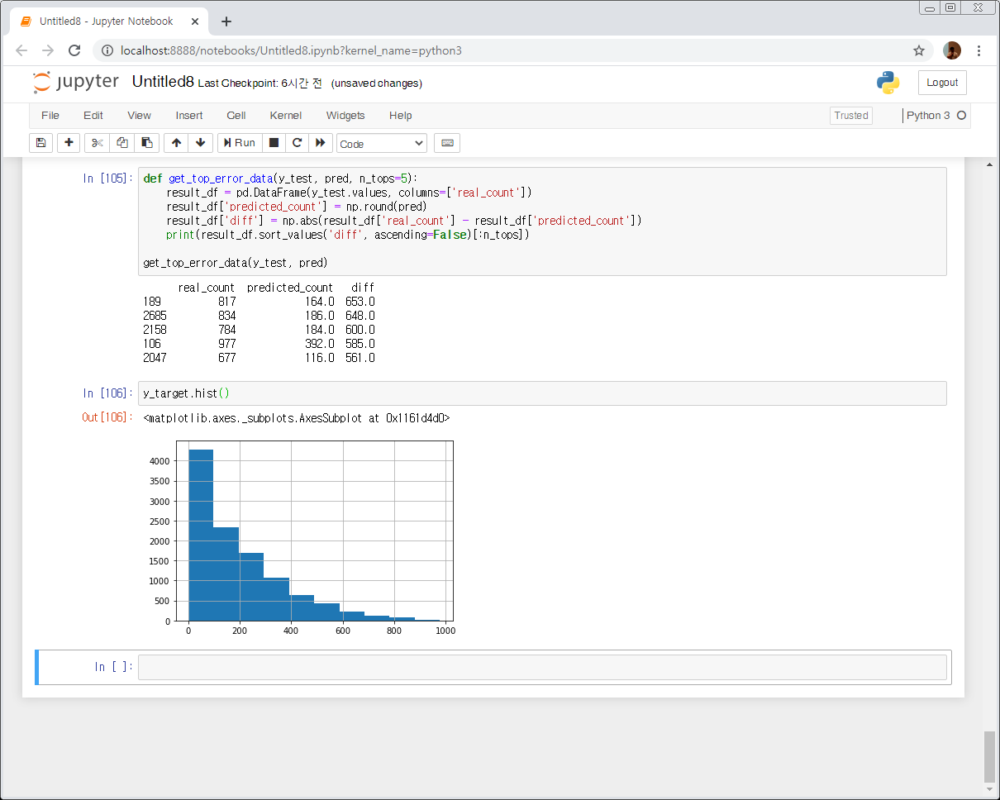 Untitled8 - Jupyter Notebook
localhost:8888/notebooks/Untitled8.ipynb?kernel_name=python3
jupyter Untitled8 Last Checkpoint: 6시간 전 (unsaved changes) Logout
File Edit View Insert Cell Kernel Widgets Help Trusted Python 3
Run Code
In [105]: def get_top_error_data(y_test, pred, n_tops=5):
result_df = pd.DataFrame(y_test.values, columns=['real_count'])
result_df['predicted_count'] = np.round(pred)
result_df['diff'] = np.abs(result_df['real_count'] - result_df['predicted_count'])
print(result_df.sort_values('diff', ascending=False)[:n_tops])
get_top_error_data(y_test, pred)
real_count predicted_count diff
189 817 164.0 653.0
2685 834 186.0 648.0
2158 784 184.0 600.0
106 977 392.0 585.0
2047 677 116.0 561.0
In [106]: y_target.hist()
Out[106]: <matplotlib.axes._subplots.AxesSubplot at 0x1161d4d0>
4000
3500
3000
2500
2000
1500
1000
500
0
0 200 400 600 800 1000
In [ ]: